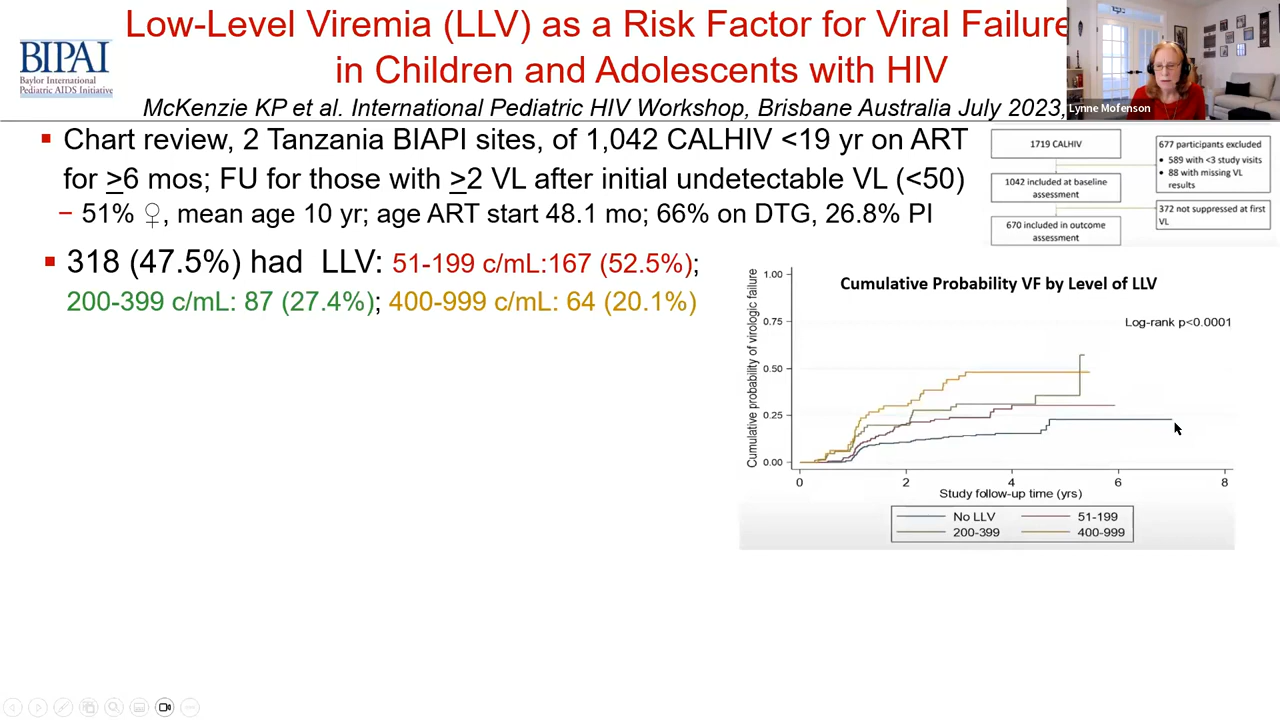 Low-Level Viremia (LLV) as a Risk Factor for Viral Failure
in Children and Adolescents with HIV
BIPAI
Baylor International
Pediatric AIDS Initiative
McKenzie KP et al. International Pediatric HIV Workshop, Brisbane Australia July 2023,
Lynne Mofenson
▪ Chart review, 2 Tanzania BIAPI sites, of 1,042 CALHIV <19 yr on ART
for ≥6 mos; FU for those with ≥2 VL after initial undetectable VL (<50)
− 51% ♀, mean age 10 yr; age ART start 48.1 mo; 66% on DTG, 26.8% PI
▪ 318 (47.5%) had LLV: 51-199 c/mL:167 (52.5%);
200-399 c/mL: 87 (27.4%); 400-999 c/mL: 64 (20.1%)
1719 CALHIV
677 participants excluded
• 589 with <3 study visits
• 88 with missing VL
results
1042 included at baseline
assessment
372 not suppressed at first
VL
670 included in outcome
assessment
Cumulative Probability VF by Level of LLV
Log-rank p<0.0001
Cumulative probability of virologic failure
1.00
0.75
0.50
0.25
0.00
0 2 4 6 8
Study follow-up time (yrs)
No LLV 51-199
200-399 400-999